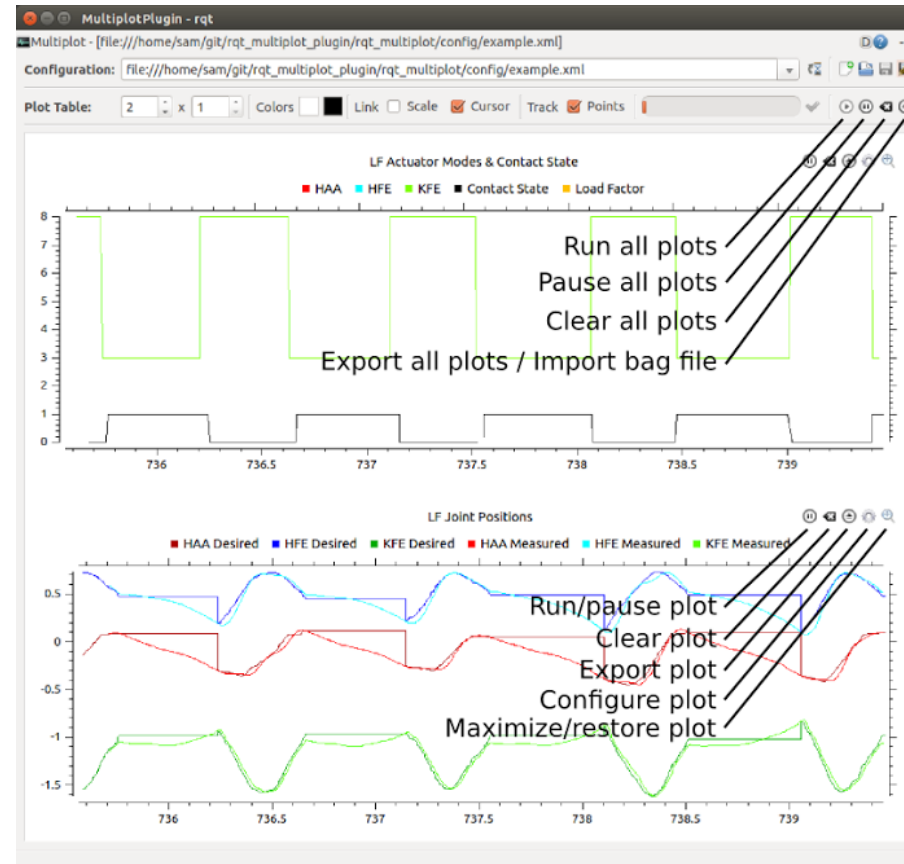 MultiplotPlugin - rqt
Multiplot - [file:///home/sam/git/rqt_multiplot_plugin/rqt_multiplot/config/example.xml] D
Configuration: file:///home/sam/git/rqt_multiplot_plugin/rqt_multiplot/config/example.xml
Plot Table: 2 x 1 Colors Link Scale Cursor Track Points
LF Actuator Modes & Contact State
HAA HFE KFE Contact State Load Factor
8
7
6
5
4
3
2
1
0
Run all plots
Pause all plots
Clear all plots
Export all plots / Import bag file
736 736.5 737 737.5 738 738.5 739
LF Joint Positions
HAA Desired HFE Desired KFE Desired HAA Measured HFE Measured KFE Measured
0.5
0
-0.5
-1
-1.5
Run/pause plot
Clear plot
Export plot
Configure plot
Maximize/restore plot
736 736.5 737 737.5 738 738.5 739